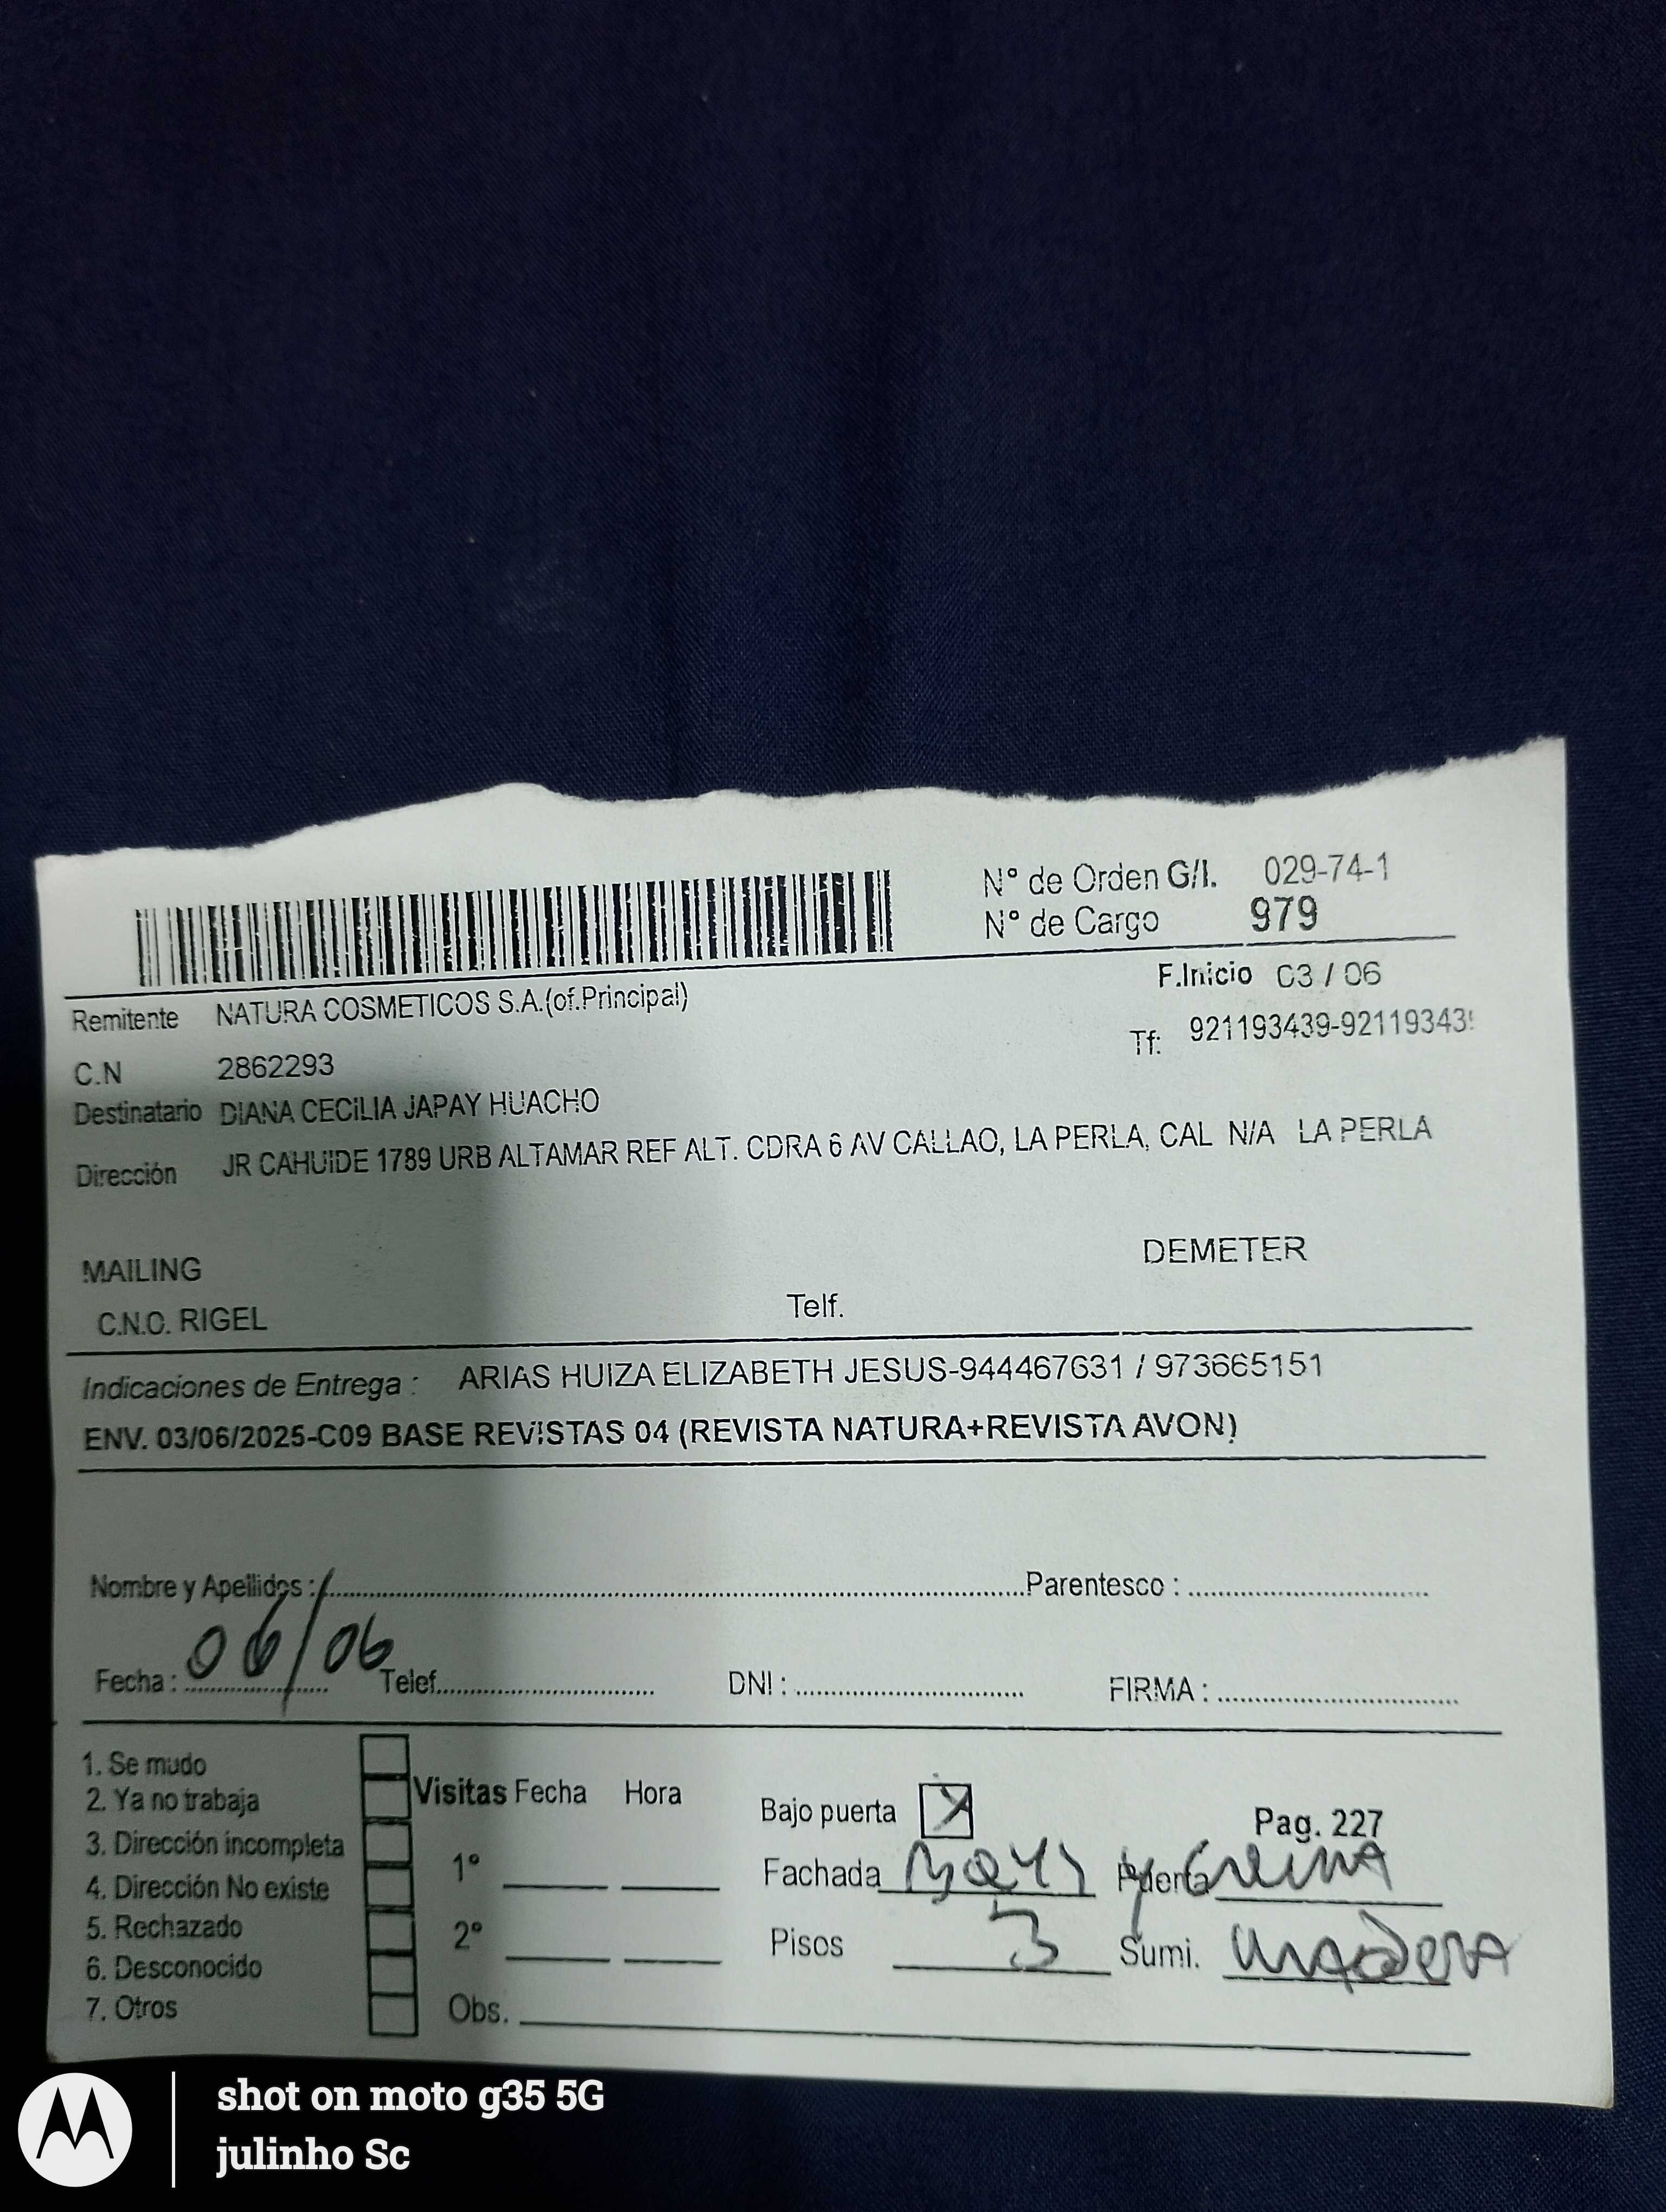 N° de Orden G/I. 029-74-1
N° de Cargo 979
F.Inicio 03 / 06
Remitente NATURA COSMETICOS S.A.(of.Principal)
Tf: 921193439-92119343
C.N 2862293
Destinatario DIANA CECILIA JAPAY HUACHO
Dirección JR CAHUIDE 1789 URB ALTAMAR REF ALT. CDRA 6 AV CALLAO, LA PERLA, CAL N/A LA PERLA
MAILING DEMETER
C.N.O. RIGEL Telf.
Indicaciones de Entrega : ARIAS HUIZA ELIZABETH JESUS-944467631 / 973665151
ENV. 03/06/2025-C09 BASE REVISTAS 04 (REVISTA NATURA+REVISTA AVON)
Nombre y Apellidos : Parentesco :
Fecha : 06/06 Telef. DNI : FIRMA :
1. Se mudo
2. Ya no trabaja
3. Dirección incompleta
4. Dirección No existe
5. Rechazado
6. Desconocido
7. Otros
Visitas Fecha Hora
1°
2°
Obs.
Bajo puerta X Pag. 227
Fachada Puerta
Pisos 3 Sumi. madera
shot on moto g35 5G
julinho Sc